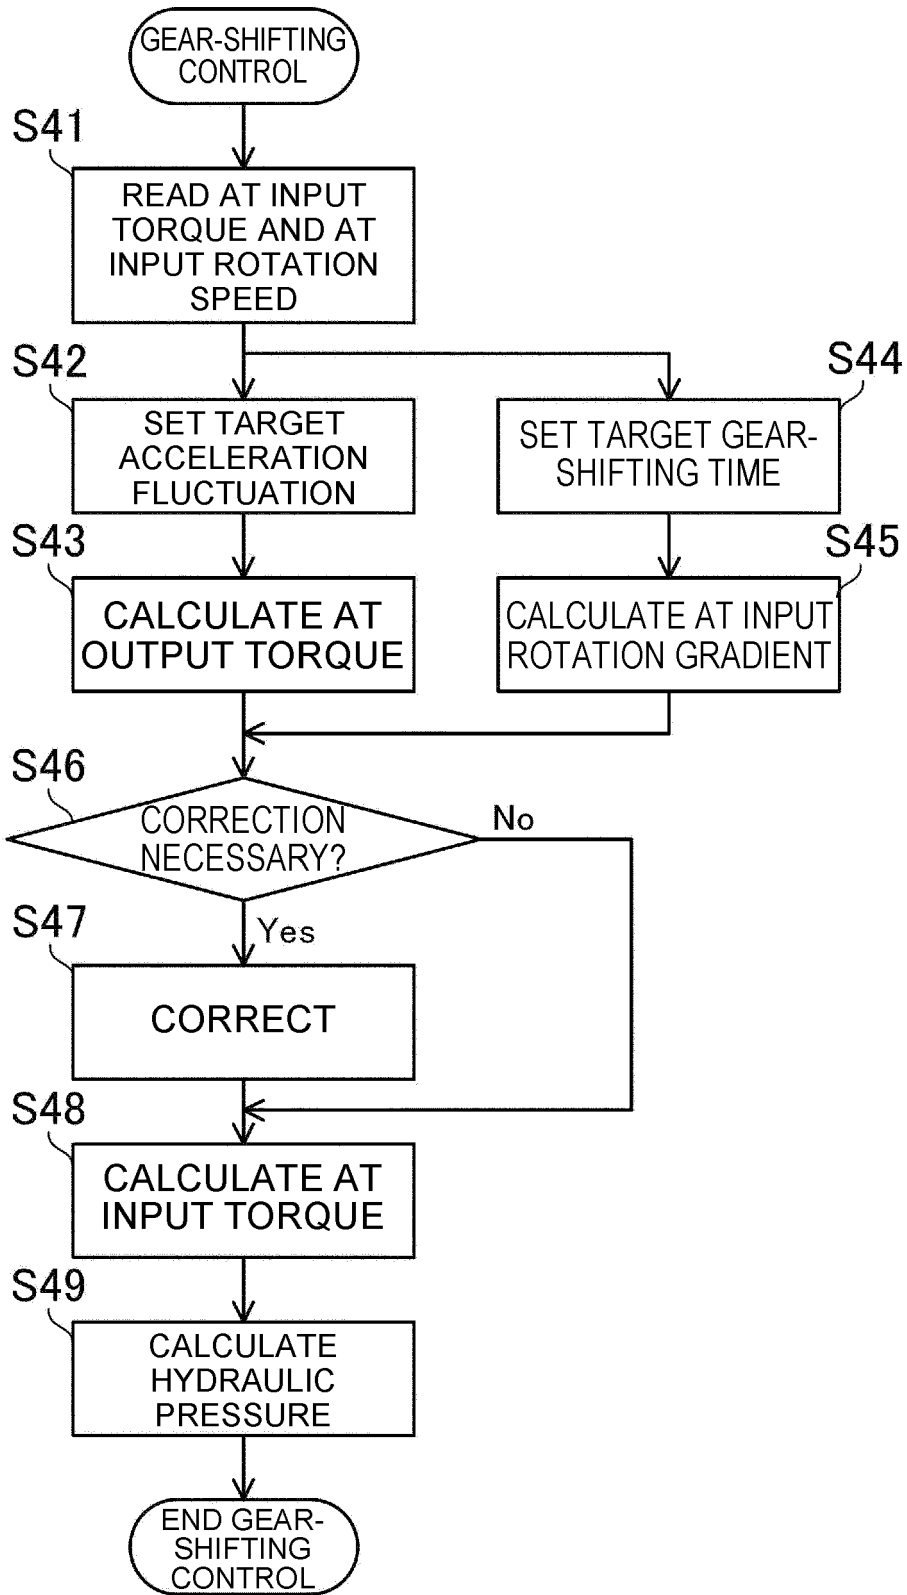 GEAR-SHIFTING
CONTROL
S41
READ AT INPUT
TORQUE AND AT
INPUT ROTATION
SPEED
S42
SET TARGET
ACCELERATION
FLUCTUATION
S44
SET TARGET GEAR-
SHIFTING TIME
S43
CALCULATE AT
OUTPUT TORQUE
S45
CALCULATE AT INPUT
ROTATION GRADIENT
S46
CORRECTION
NECESSARY?
No
Yes
S47
CORRECT
S48
CALCULATE AT
INPUT TORQUE
S49
CALCULATE
HYDRAULIC
PRESSURE
END GEAR-
SHIFTING
CONTROL